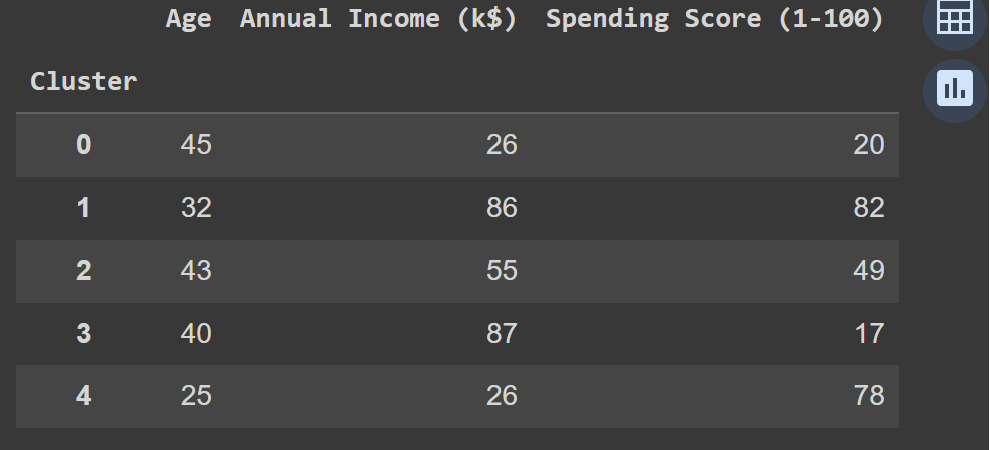 Age Annual Income (k$) Spending Score (1-100)
Cluster
0 45 26 20
1 32 86 82
2 43 55 49
3 40 87 17
4 25 26 78